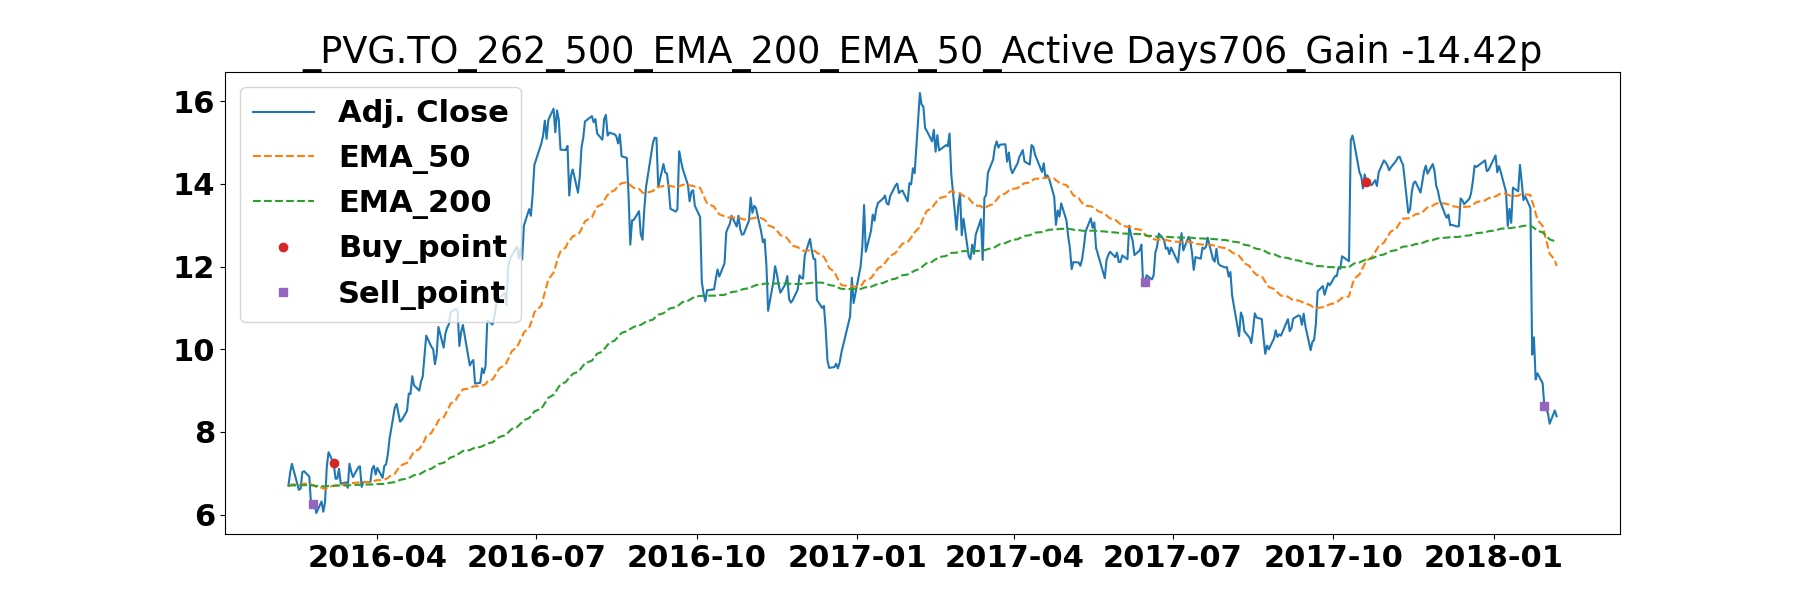 _PVG.TO_262_500_EMA_200_EMA_50_Active Days706_Gain -14.42p
16
14
12
10
8
6
Adj. Close
EMA_50
EMA_200
Buy_point
Sell_point
2016-04 2016-07 2016-10 2017-01 2017-04 2017-07 2017-10 2018-01